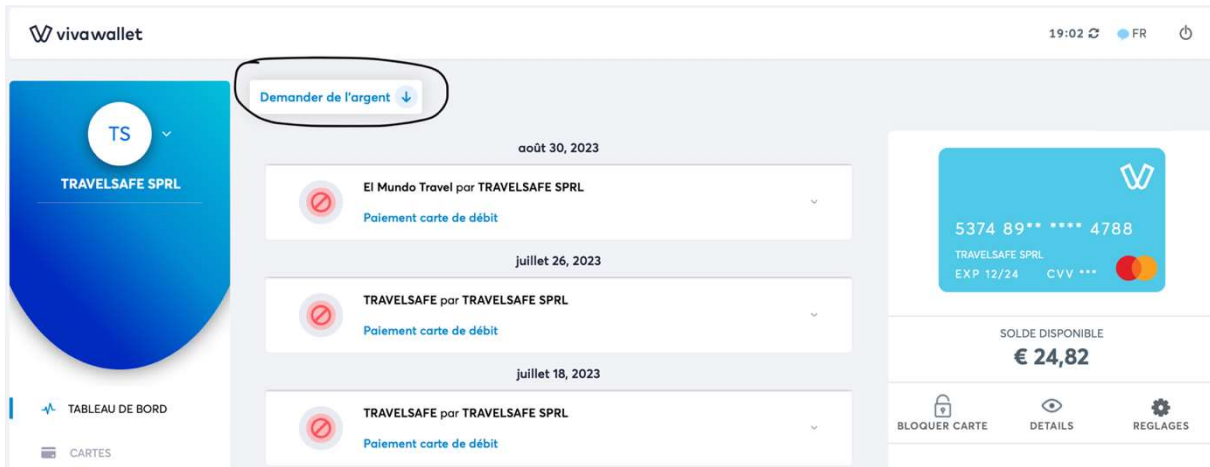 vivawallet
19:02 FR
TS
TRAVELSAFE SPRL
TABLEAU DE BORD
CARTES
Demander de l'argent
août 30, 2023
El Mundo Travel par TRAVELSAFE SPRL
Paiement carte de débit
juillet 26, 2023
TRAVELSAFE par TRAVELSAFE SPRL
Paiement carte de débit
juillet 18, 2023
TRAVELSAFE par TRAVELSAFE SPRL
Paiement carte de débit
5374 89** **** 4788
TRAVELSAFE SPRL
EXP 12/24 CVV ***
SOLDE DISPONIBLE
€ 24,82
BLOQUER CARTE DETAILS REGLAGES